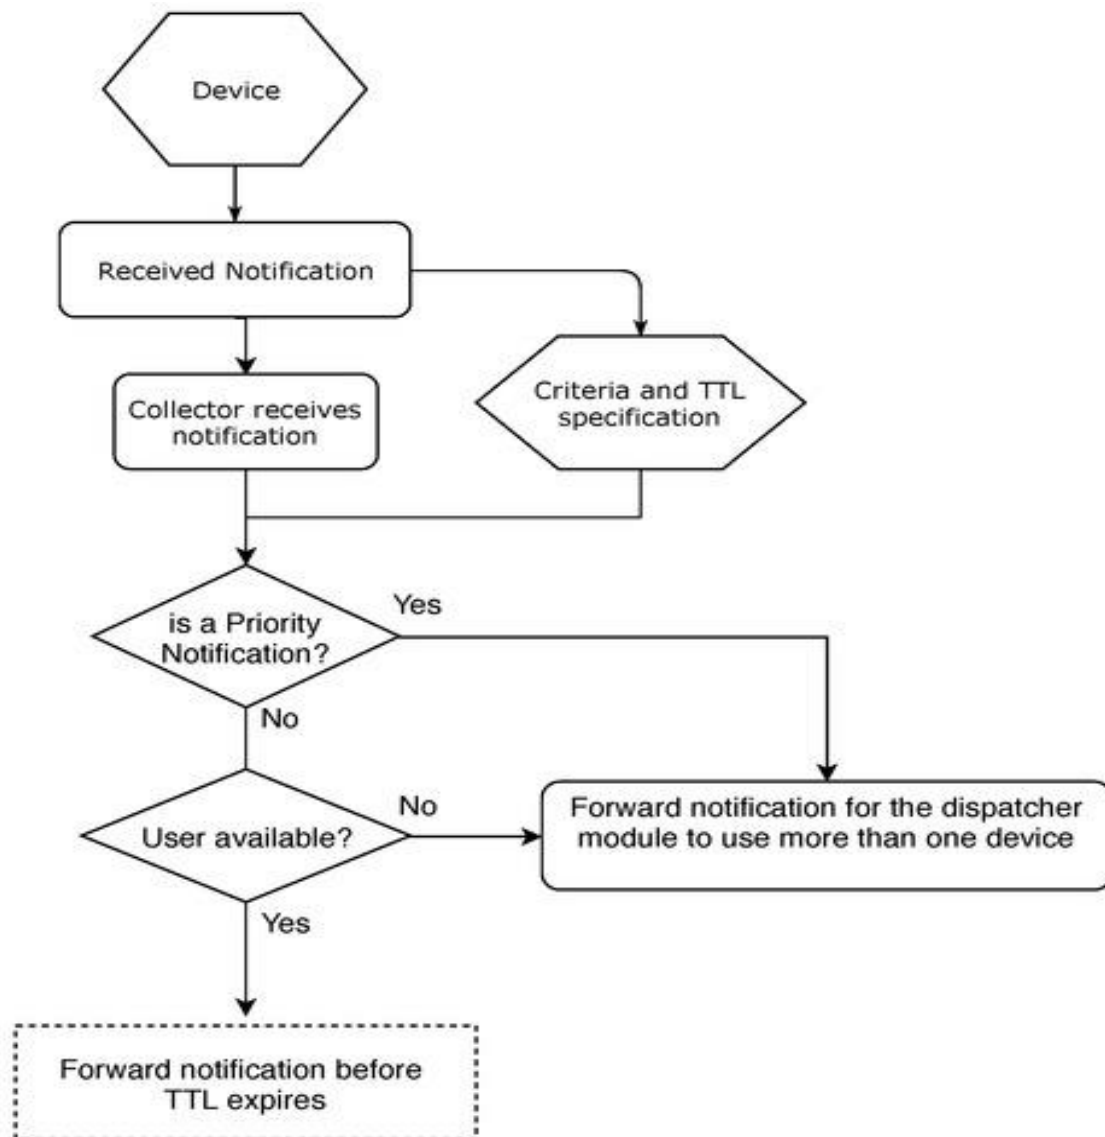 Device
Received Notification
Criteria and TTL
specification
Collector receives
notification
is a Priority
Notification?
Yes
No
User available?
No
Forward notification for the dispatcher
module to use more than one device
Yes
Forward notification before
TTL expires